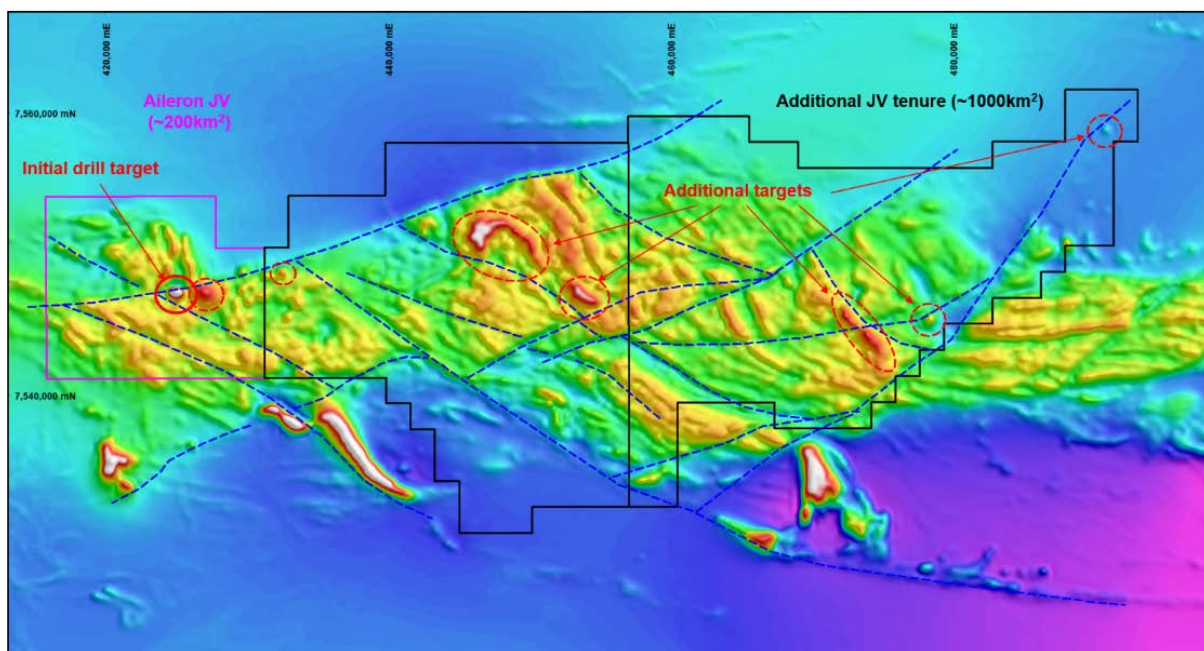 420,000 mE
440,000 mE
460,000 mE
480,000 mE
7,560,000 mN
Aileron JV
(~200km²)
Additional JV tenure (~1000km²)
Initial drill target
Additional targets
7,540,000 mN